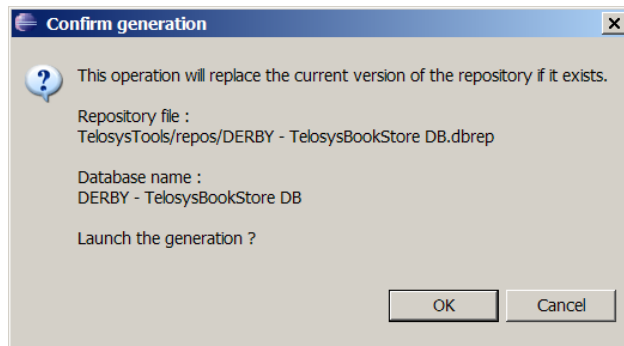 Confirm generation
This operation will replace the current version of the repository if it exists.
Repository file :
TelosysTools/repos/DERBY - TelosysBookStore DB.dbrep
Database name :
DERBY - TelosysBookStore DB
Launch the generation ?
OK
Cancel